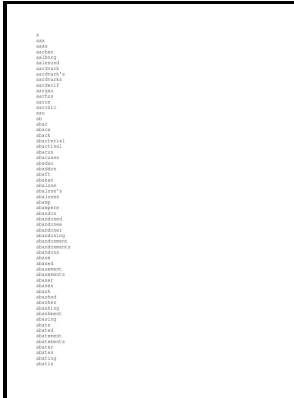 a
aaa
aaas
aachen
aalborg
aalesund
aardvark
aardvark's
aardvarks
aardwolf
aargau
aarhus
aaron
aaronic
aau
ab
abac
abaca
aback
abacterial
abactinal
abacus
abacuses
abadan
abaddon
abaft
abakan
abalone
abalone's
abalones
abamp
abampere
abandon
abandoned
abandonee
abandoner
abandoning
abandonment
abandonments
abandons
abase
abased
abasement
abasements
abaser
abases
abash
abashed
abashes
abashing
abashment
abasing
abate
abated
abatement
abatements
abater
abates
abating
abatis